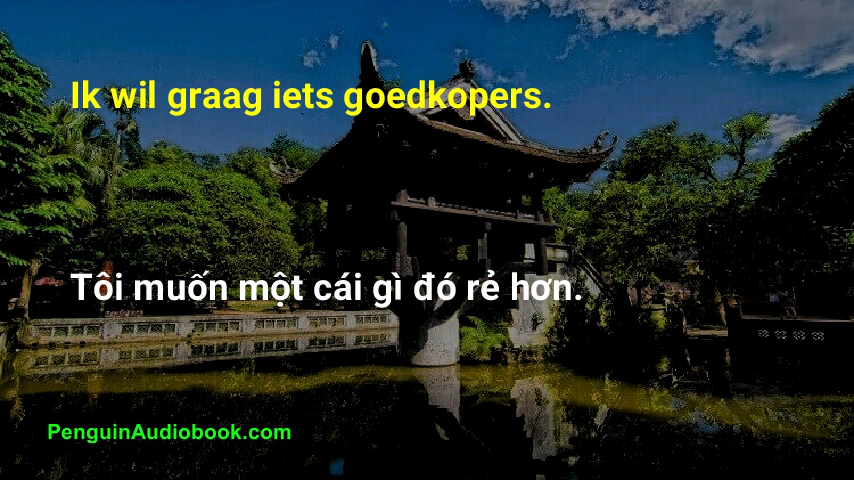 Ik wil graag iets goedkopers.
Tôi muốn một cái gì đó rẻ hơn.
PenguinAudiobook.com